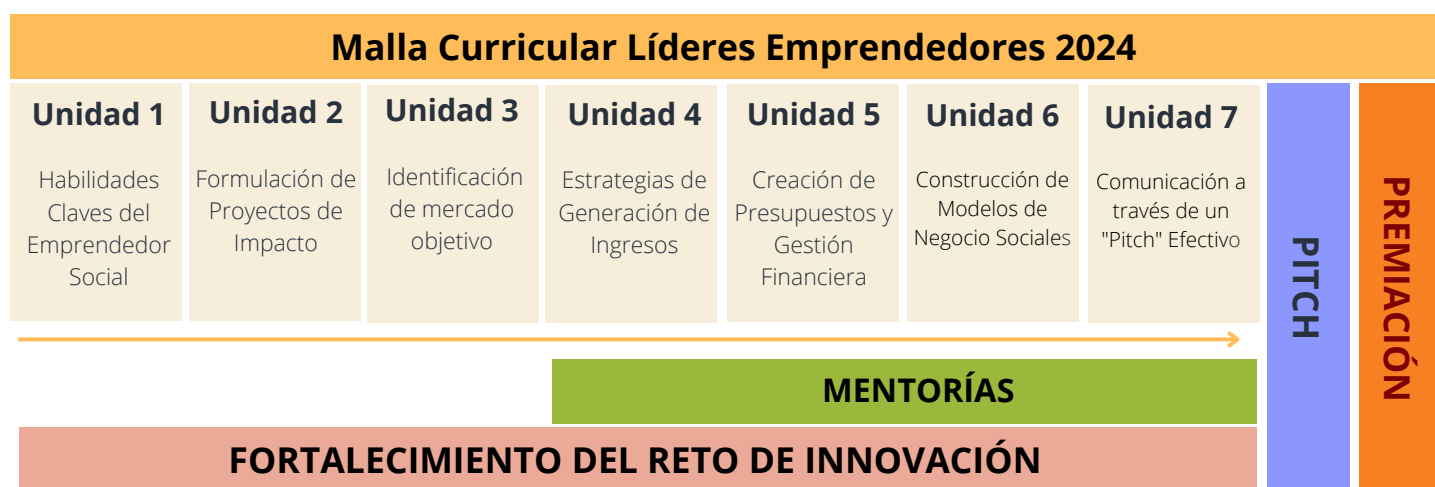 Malla Curricular Líderes Emprendedores 2024
Unidad 1
Habilidades
Claves del
Emprendedor
Social
Unidad 2
Formulación de
Proyectos de
Impacto
Unidad 3
Identificación
de mercado
objetivo
Unidad 4
Estrategias de
Generación de
Ingresos
Unidad 5
Creación de
Presupuestos y
Gestión
Financiera
Unidad 6
Construcción de
Modelos de
Negocio Sociales
Unidad 7
Comunicación a
través de un
"Pitch" Efectivo
PITCH
PREMIACIÓN
MENTORÍAS
FORTALECIMIENTO DEL RETO DE INNOVACIÓN